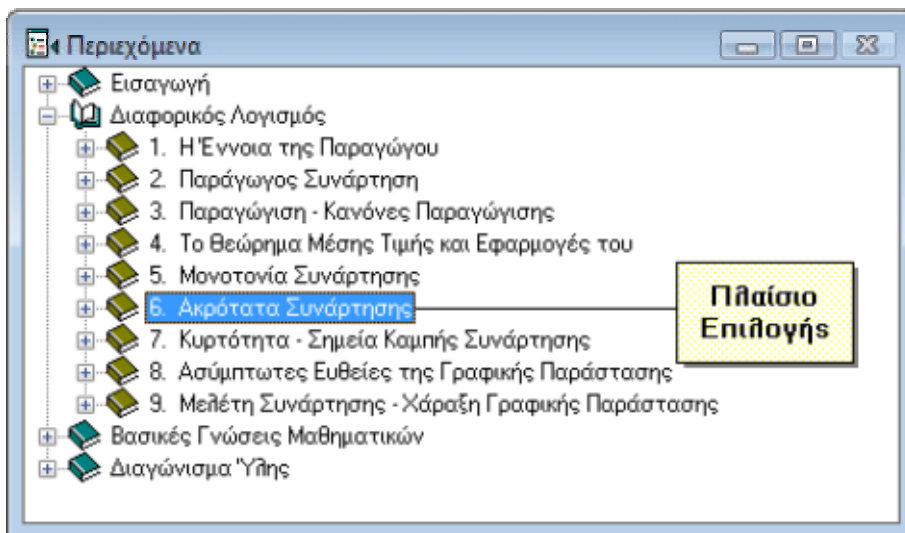 Περιεχόμενα
Εισαγωγή
Διαφορικός Λογισμός
1. Η Έννοια της Παραγώγου
2. Παράγωγος Συνάρτηση
3. Παραγώγιση - Κανόνες Παραγώγισης
4. Το Θεώρημα Μέσης Τιμής και Εφαρμογές του
5. Μονοτονία Συνάρτησης
6. Ακρότατα Συνάρτησης
Πλαίσιο
Επιλογής
7. Κυρτότητα - Σημεία Καμπής Συνάρτησης
8. Ασύμπτωτες Ευθείες της Γραφικής Παράστασης
9. Μελέτη Συνάρτησης - Χάραξη Γραφικής Παράστασης
Βασικές Γνώσεις Μαθηματικών
Διαγώνισμα Ύλης